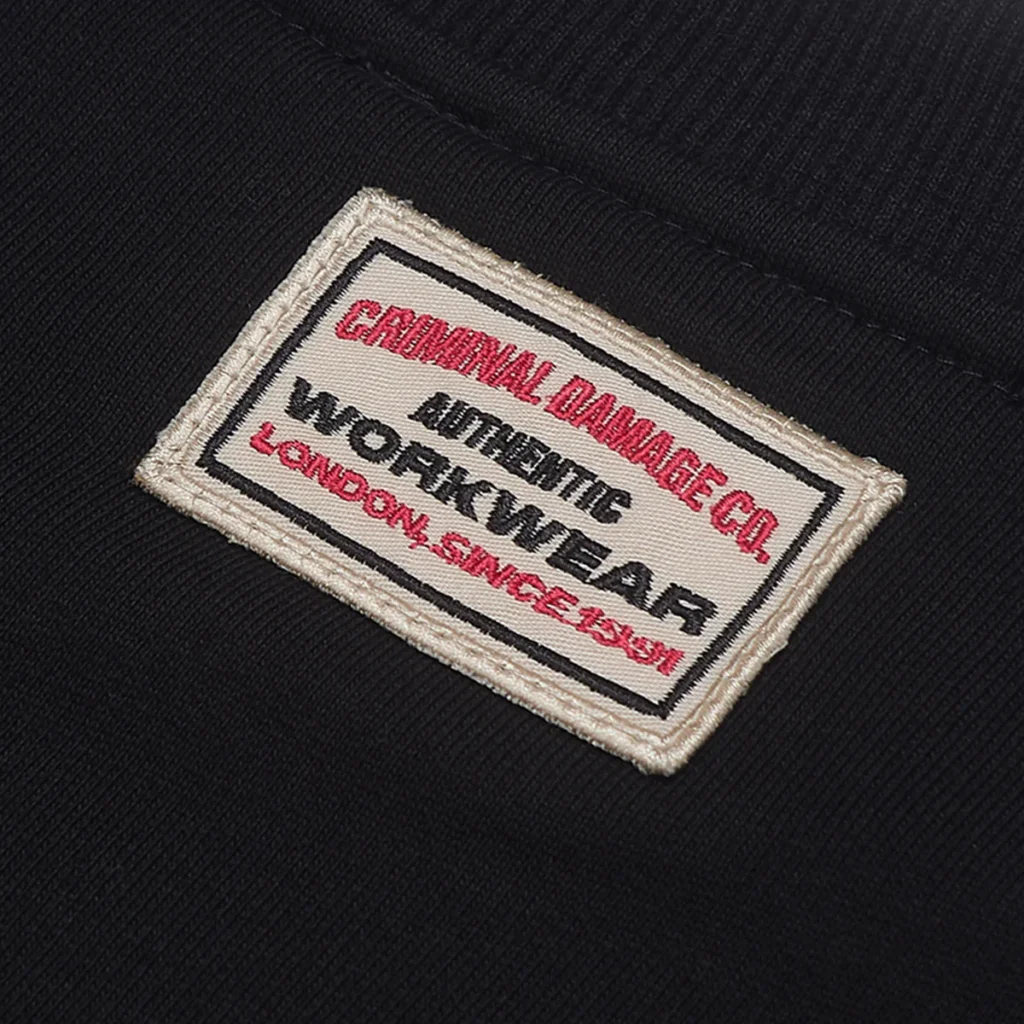 CRIMINAL DAMAGE CO.
AUTHENTIC
WORKWEAR
LONDON, SINCE 1991